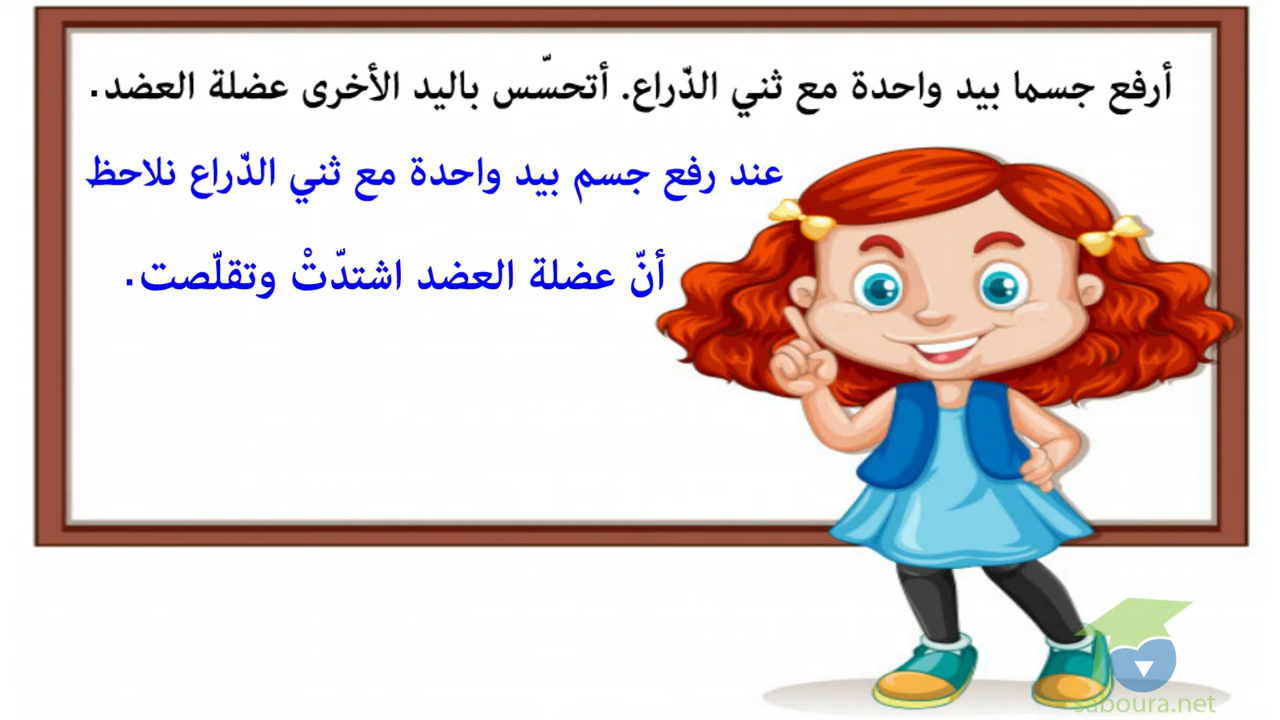 أرفع جسما بيد واحدة مع ثني الذّراع. أتحسّس باليد الأخرى عضلة العضد.
عند رفع جسم بيد واحدة مع ثني الذّراع نلاحظ
أنّ عضلة العضد اشتدّتْ وتقلّصت.
saboura.net